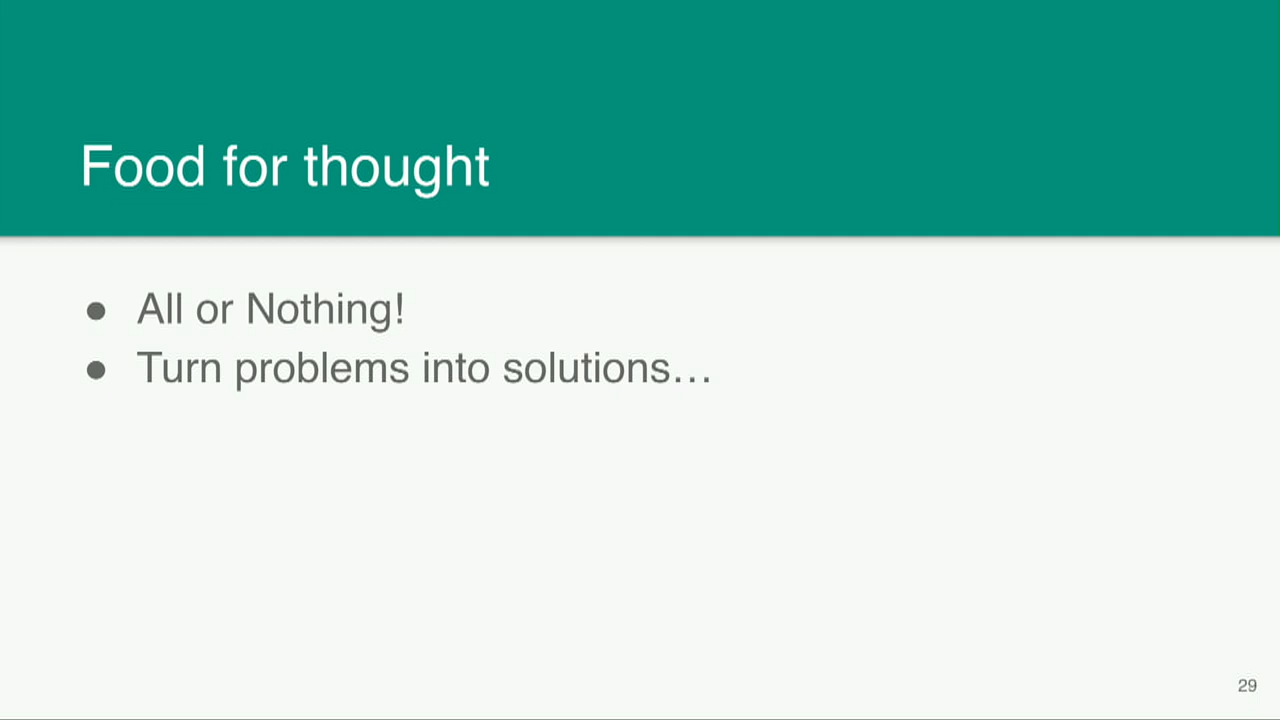 Food for thought
● All or Nothing!
● Turn problems into solutions…
29